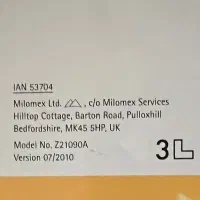 IAN 53704
Milomex Ltd. c/o Milomex Services
Hilltop Cottage, Barton Road, Pulloxhill
Bedfordshire, MK45 5HP, UK
Model No. Z21090A
Version 07/2010
3L